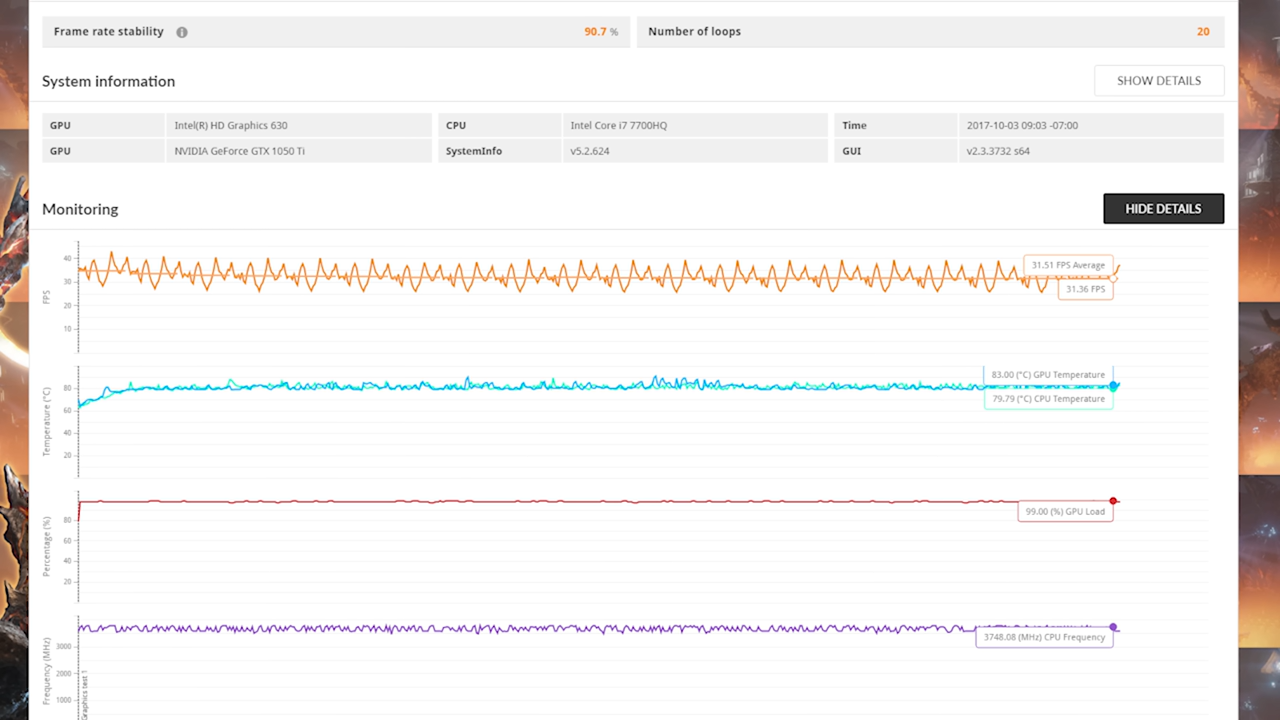 Frame rate stability 90.7 % Number of loops 20
System information SHOW DETAILS
GPU Intel(R) HD Graphics 630 CPU Intel Core i7 7700HQ Time 2017-10-03 09:03 -07:00
GPU NVIDIA GeForce GTX 1050 Ti SystemInfo v5.2.624 GUI v2.3.3732 s64
Monitoring HIDE DETAILS
FPS
40
30
20
10
31.51 FPS Average
31.36 FPS
Temperature (°C)
80
60
40
20
83.00 (°C) GPU Temperature
79.79 (°C) CPU Temperature
Percentage (%)
80
60
40
20
99.00 (%) GPU Load
Frequency (MHz)
3000
2000
1000
3748.08 (MHz) CPU Frequency
Graphics test 1